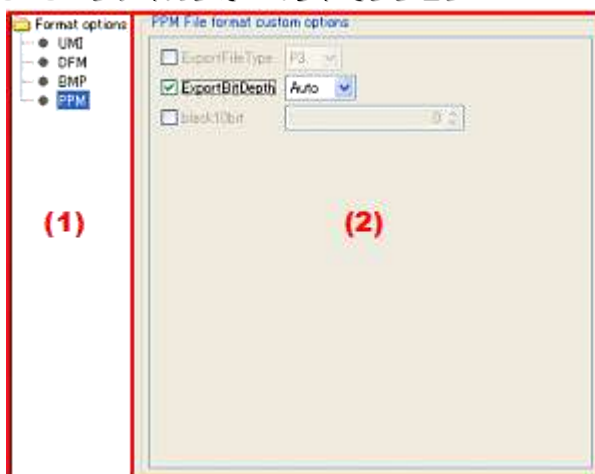 Format options
UMI
DFM
BMP
PPM
(1)
PPM File format custom options
ExportFileType P3
ExportBitDepth Auto
black10bit 0
(2)